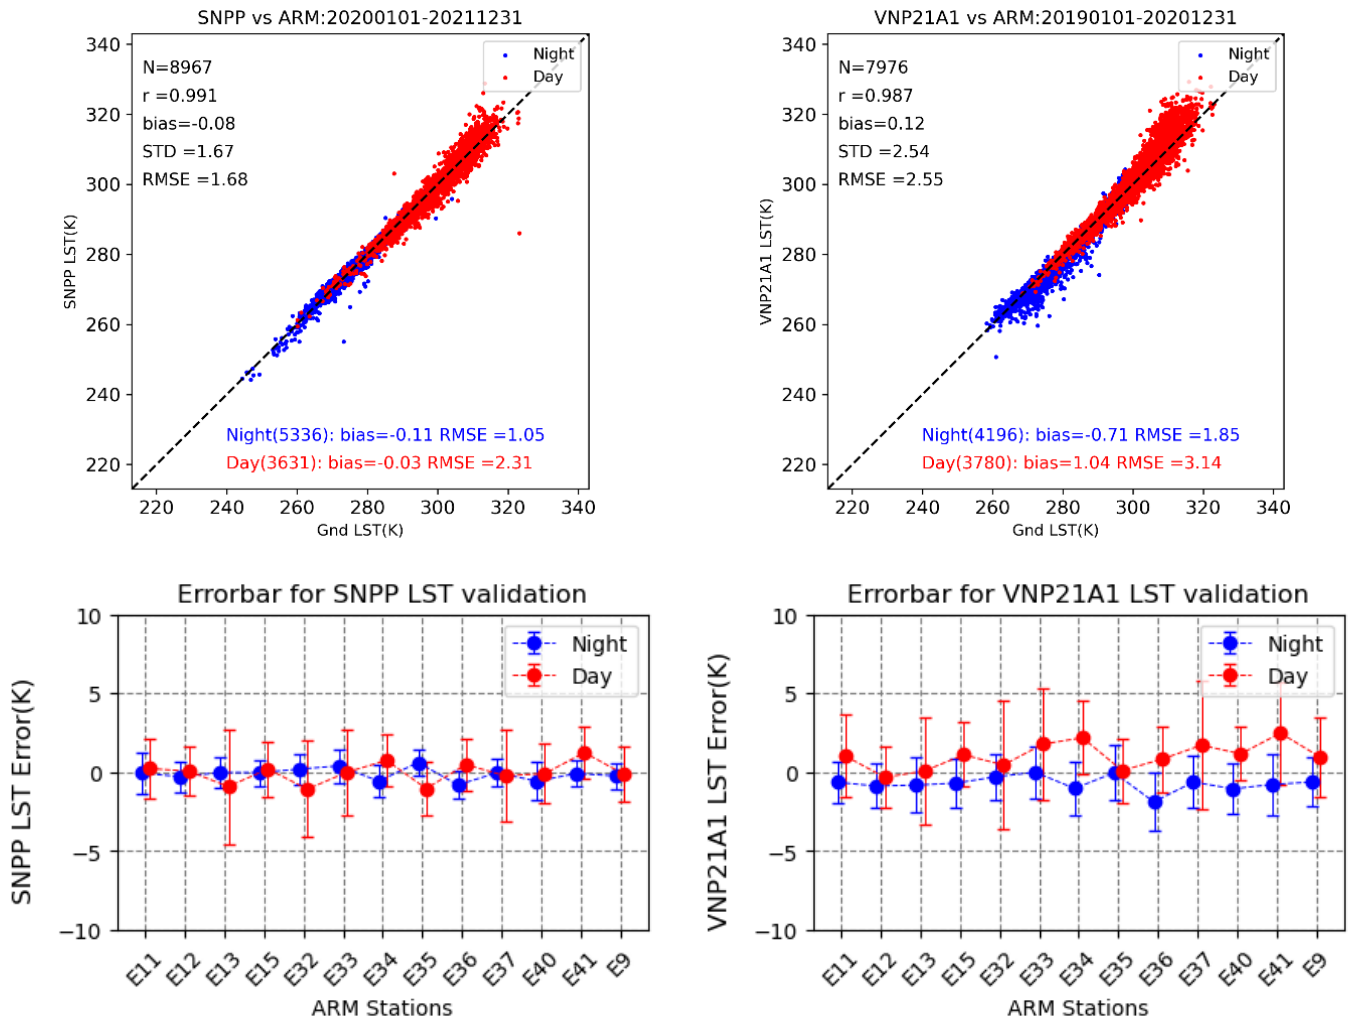 SNPP vs ARM:20200101-20211231
340
320
300
280
260
240
220
SNPP LST(K)
N=8967
r =0.991
bias=-0.08
STD =1.67
RMSE =1.68
Night
Day
Night(5336): bias=-0.11 RMSE =1.05
Day(3631): bias=-0.03 RMSE =2.31
220 240 260 280 300 320 340
Gnd LST(K)
VNP21A1 vs ARM:20190101-20201231
340
320
300
280
260
240
220
VNP21A1 LST(K)
N=7976
r =0.987
bias=0.12
STD =2.54
RMSE =2.55
Night
Day
Night(4196): bias=-0.71 RMSE =1.85
Day(3780): bias=1.04 RMSE =3.14
220 240 260 280 300 320 340
Gnd LST(K)
Errorbar for SNPP LST validation
10
5
0
−5
−10
SNPP LST Error(K)
Night
Day
E11 E12 E13 E15 E32 E33 E34 E35 E36 E37 E40 E41 E9
ARM Stations
Errorbar for VNP21A1 LST validation
10
5
0
−5
−10
VNP21A1 LST Error(K)
Night
Day
E11 E12 E13 E15 E32 E33 E34 E35 E36 E37 E40 E41 E9
ARM Stations